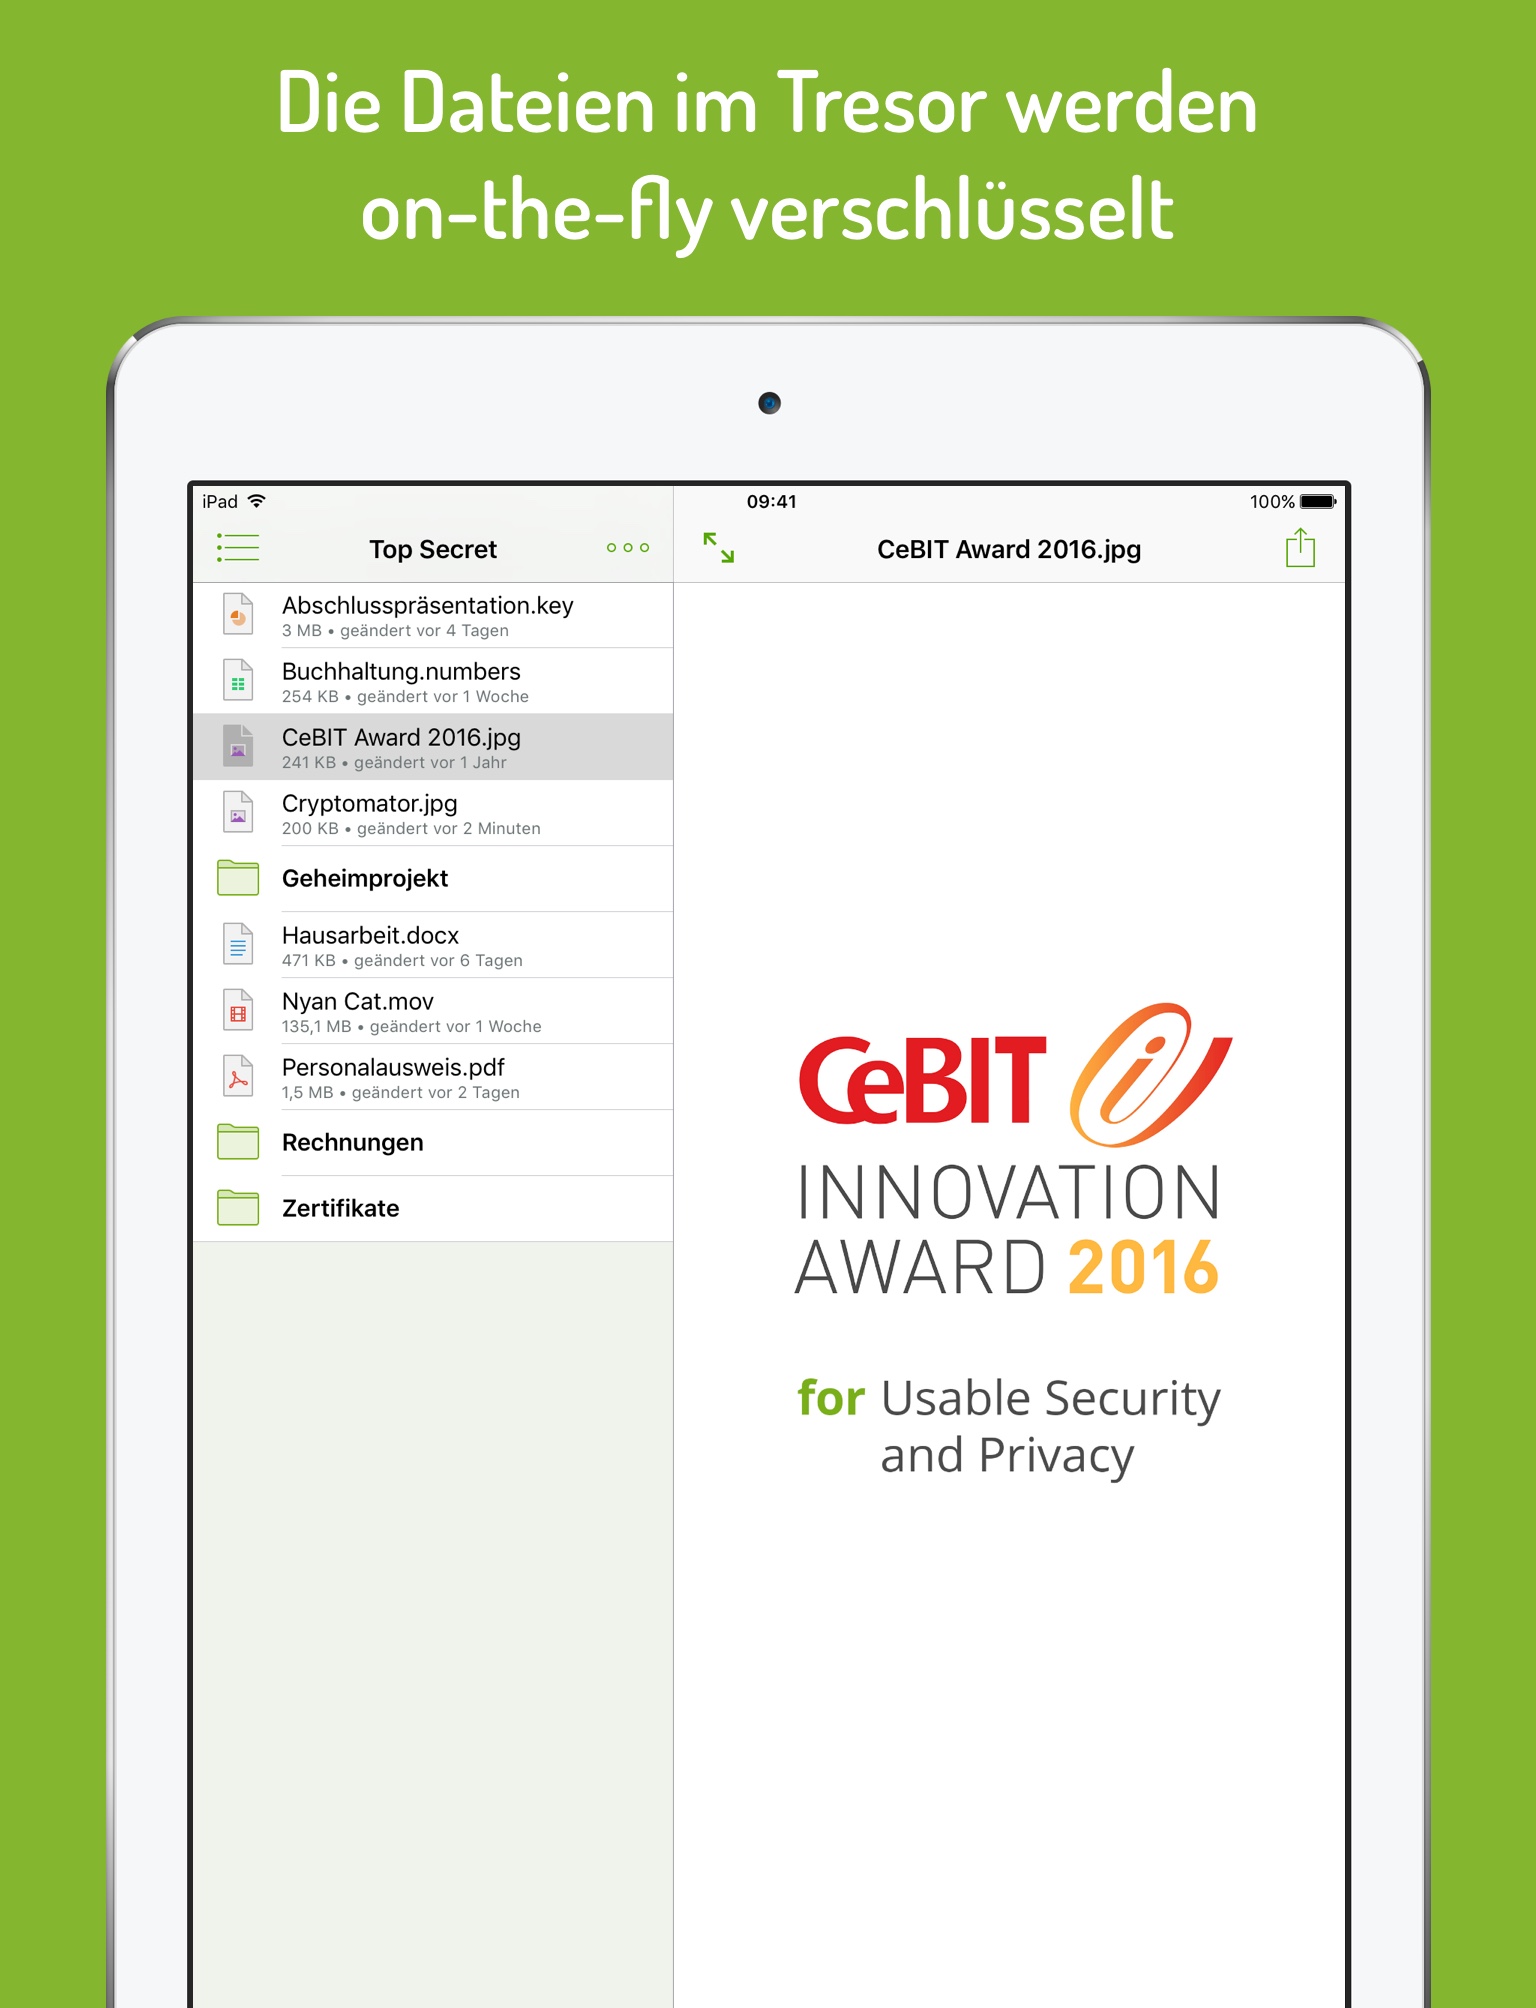 Die Dateien im Tresor werden
on-the-fly verschlüsselt
iPad
09:41
100%
Top Secret
CeBIT Award 2016.jpg
Abschlusspräsentation.key
3 MB • geändert vor 4 Tagen
Buchhaltung.numbers
254 KB • geändert vor 1 Woche
CeBIT Award 2016.jpg
241 KB • geändert vor 1 Jahr
Cryptomator.jpg
200 KB • geändert vor 2 Minuten
Geheimprojekt
Hausarbeit.docx
471 KB • geändert vor 6 Tagen
Nyan Cat.mov
135,1 MB • geändert vor 1 Woche
Personalausweis.pdf
1,5 MB • geändert vor 2 Tagen
Rechnungen
Zertifikate
CeBIT i
INNOVATION
AWARD 2016
for Usable Security
and Privacy